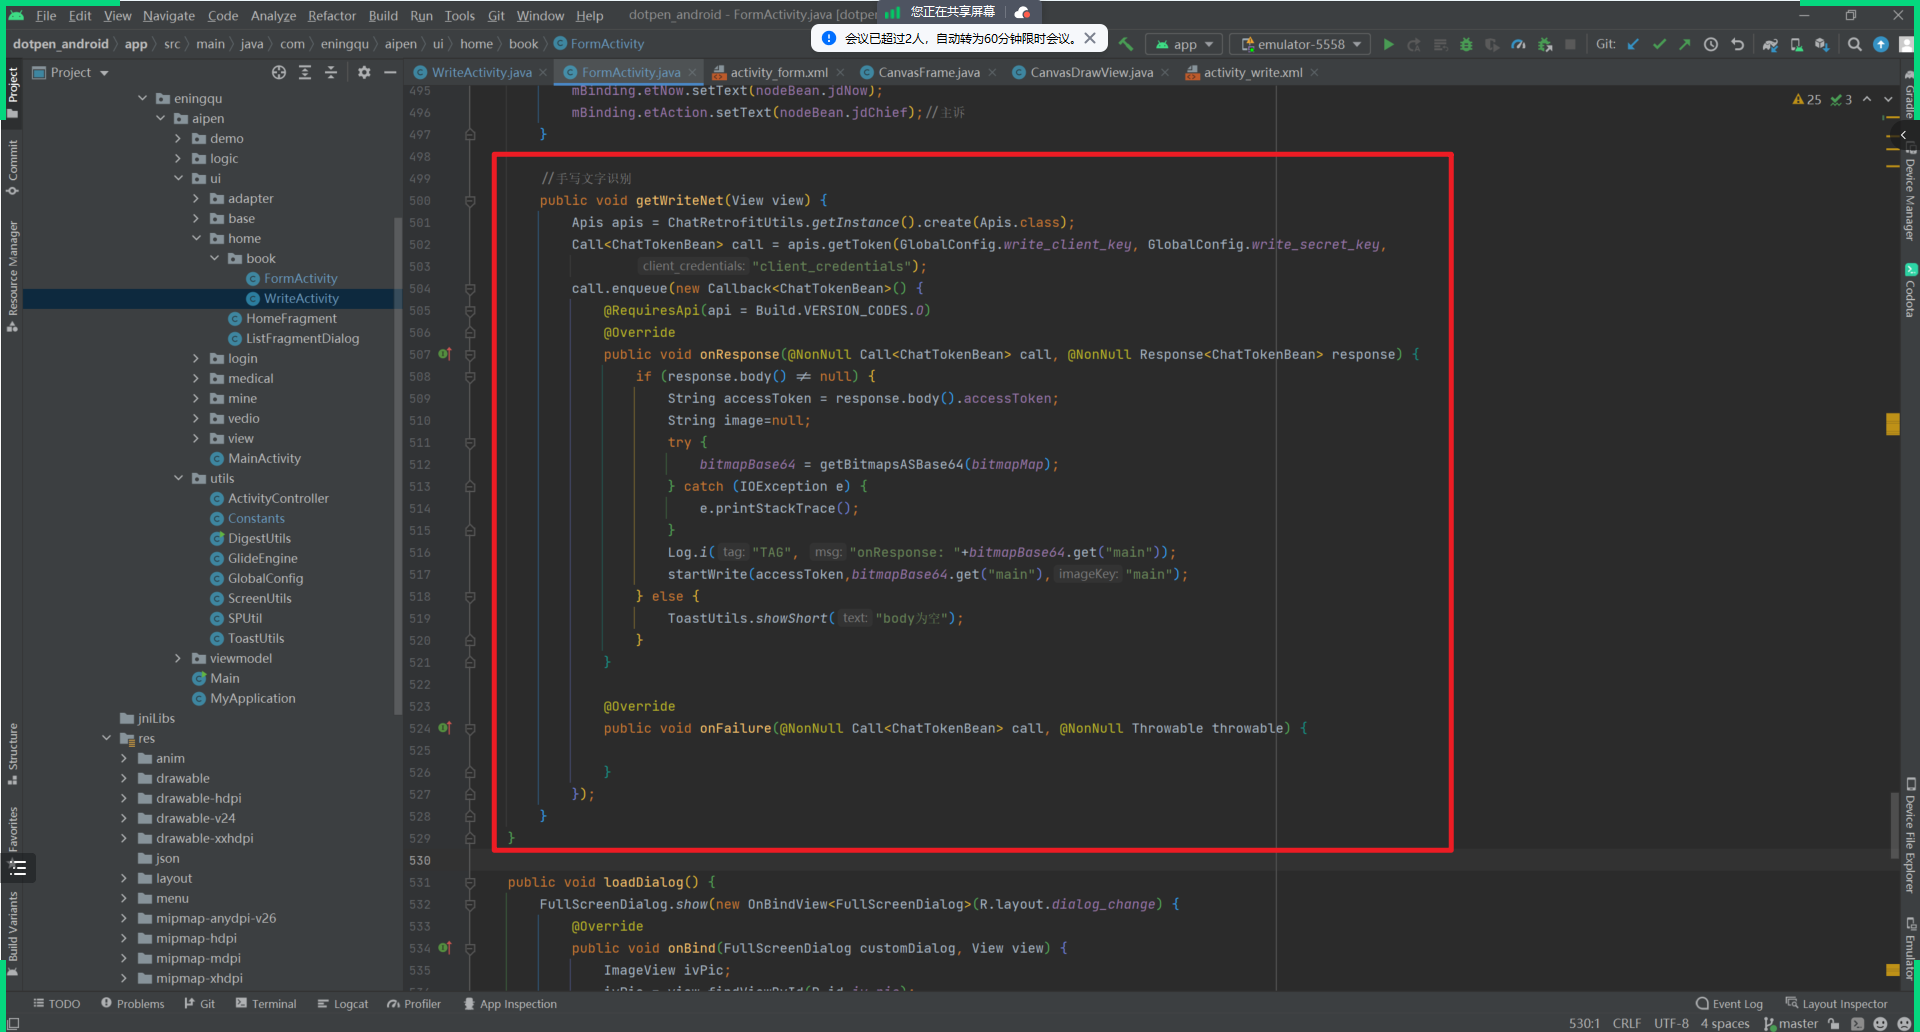 File Edit View Navigate Code Analyze Refactor Build Run Tools Git Window Help dotpen_android - FormActivity.java [dotpen
您正在共享屏幕
会议已超过2人，自动转为60分钟限时会议。
dotpen_android app src main java com eningqu aipen ui home book FormActivity
app emulator-5558 Git:
Project
WriteActivity.java FormActivity.java activity_form.xml CanvasFrame.java CanvasDrawView.java activity_write.xml
25 3
eningqu
aipen
demo
logic
ui
adapter
base
home
book
FormActivity
WriteActivity
HomeFragment
ListFragmentDialog
login
medical
mine
vedio
view
MainActivity
utils
ActivityController
Constants
DigestUtils
GlideEngine
GlobalConfig
ScreenUtils
SPUtil
ToastUtils
viewmodel
Main
MyApplication
jniLibs
res
anim
drawable
drawable-hdpi
drawable-v24
drawable-xxhdpi
json
layout
menu
mipmap-anydpi-v26
mipmap-hdpi
mipmap-mdpi
mipmap-xhdpi
495 mBinding.etNow.setText(nodeBean.jdNow);
496 mBinding.etAction.setText(nodeBean.jdChief);//主诉
497 }
498
499 //手写文字识别
500 public void getWriteNet(View view) {
501 Apis apis = ChatRetrofitUtils.getInstance().create(Apis.class);
502 Call<ChatTokenBean> call = apis.getToken(GlobalConfig.write_client_key, GlobalConfig.write_secret_key,
503 client_credentials: "client_credentials");
504 call.enqueue(new Callback<ChatTokenBean>() {
505 @RequiresApi(api = Build.VERSION_CODES.O)
506 @Override
507 public void onResponse(@NonNull Call<ChatTokenBean> call, @NonNull Response<ChatTokenBean> response) {
508 if (response.body() ≠ null) {
509 String accessToken = response.body().accessToken;
510 String image=null;
511 try {
512 bitmapBase64 = getBitmapsASBase64(bitmapMap);
513 } catch (IOException e) {
514 e.printStackTrace();
515 }
516 Log.i( tag: "TAG", msg: "onResponse: "+bitmapBase64.get("main"));
517 startWrite(accessToken,bitmapBase64.get("main"), imageKey: "main");
518 } else {
519 ToastUtils.showShort( text: "body为空");
520 }
521 }
522
523 @Override
524 public void onFailure(@NonNull Call<ChatTokenBean> call, @NonNull Throwable throwable) {
525
526 }
527 });
528 }
529 }
530
531 public void loadDialog() {
532 FullScreenDialog.show(new OnBindView<FullScreenDialog>(R.layout.dialog_change) {
533 @Override
534 public void onBind(FullScreenDialog customDialog, View view) {
535 ImageView ivPic;
Project
Commit
Resource Manager
Structure
Favorites
Build Variants
Gradle
Device Manager
Codota
Device File Explorer
Emulator
TODO Problems Git Terminal Logcat Profiler App Inspection Event Log Layout Inspector
530:1 CRLF UTF-8 4 spaces master